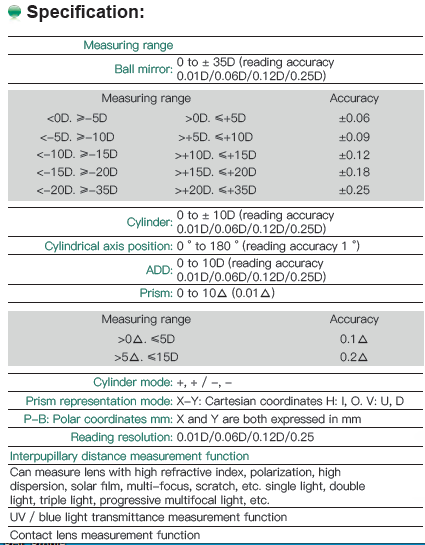 Specification:
Measuring range
Ball mirror: 0 to ± 35D (reading accuracy
0.01D/0.06D/0.12D/0.25D)
Measuring range Accuracy
<0D. ⩾−5D >0D. ⩽+5D ±0.06
<−5D. ⩾−10D >+5D. ⩽+10D ±0.09
<−10D. ⩾−15D >+10D. ⩽+15D ±0.12
<−15D. ⩾−20D >+15D. ⩽+20D ±0.18
<−20D. ⩾−35D >+20D. ⩽+35D ±0.25
Cylinder: 0 to ± 10D (reading accuracy
0.01D/0.06D/0.12D/0.25D)
Cylindrical axis position: 0 ° to 180 ° (reading accuracy 1 °)
ADD: 0 to 10D (reading accuracy
0.01D/0.06D/0.12D/0.25D)
Prism: 0 to 10△ (0.01△)
Measuring range Accuracy
>0△. ⩽5D 0.1△
>5△. ⩽15D 0.2△
Cylinder mode: +, + / −, −
Prism representation mode: X−Y: Cartesian coordinates H: I, O. V: U, D
P−B: Polar coordinates mm: X and Y are both expressed in mm
Reading resolution: 0.01D/0.06D/0.12D/0.25
Interpupillary distance measurement function
Can measure lens with high refractive index, polarization, high
dispersion, solar film, multi−focus, scratch, etc. single light, double
light, triple light, progressive multifocal light, etc.
UV / blue light transmittance measurement function
Contact lens measurement function